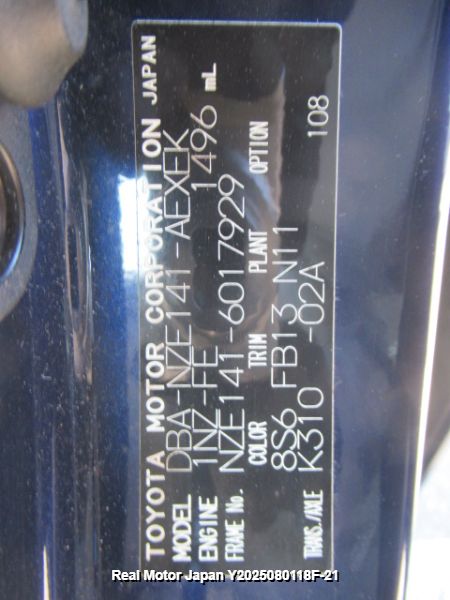 TOYOTA MOTOR CORPORATION JAPAN
MODEL DBA-NZE141-AEXEK
ENGINE 1NZ-FE 1496 mL
FRAME No. NZE141-6017929
COLOR TRIM PLANT OPTION
8S6 FB13 N11
TRANS./AXLE K310 -02A 108
Real Motor Japan Y2025080118F-21